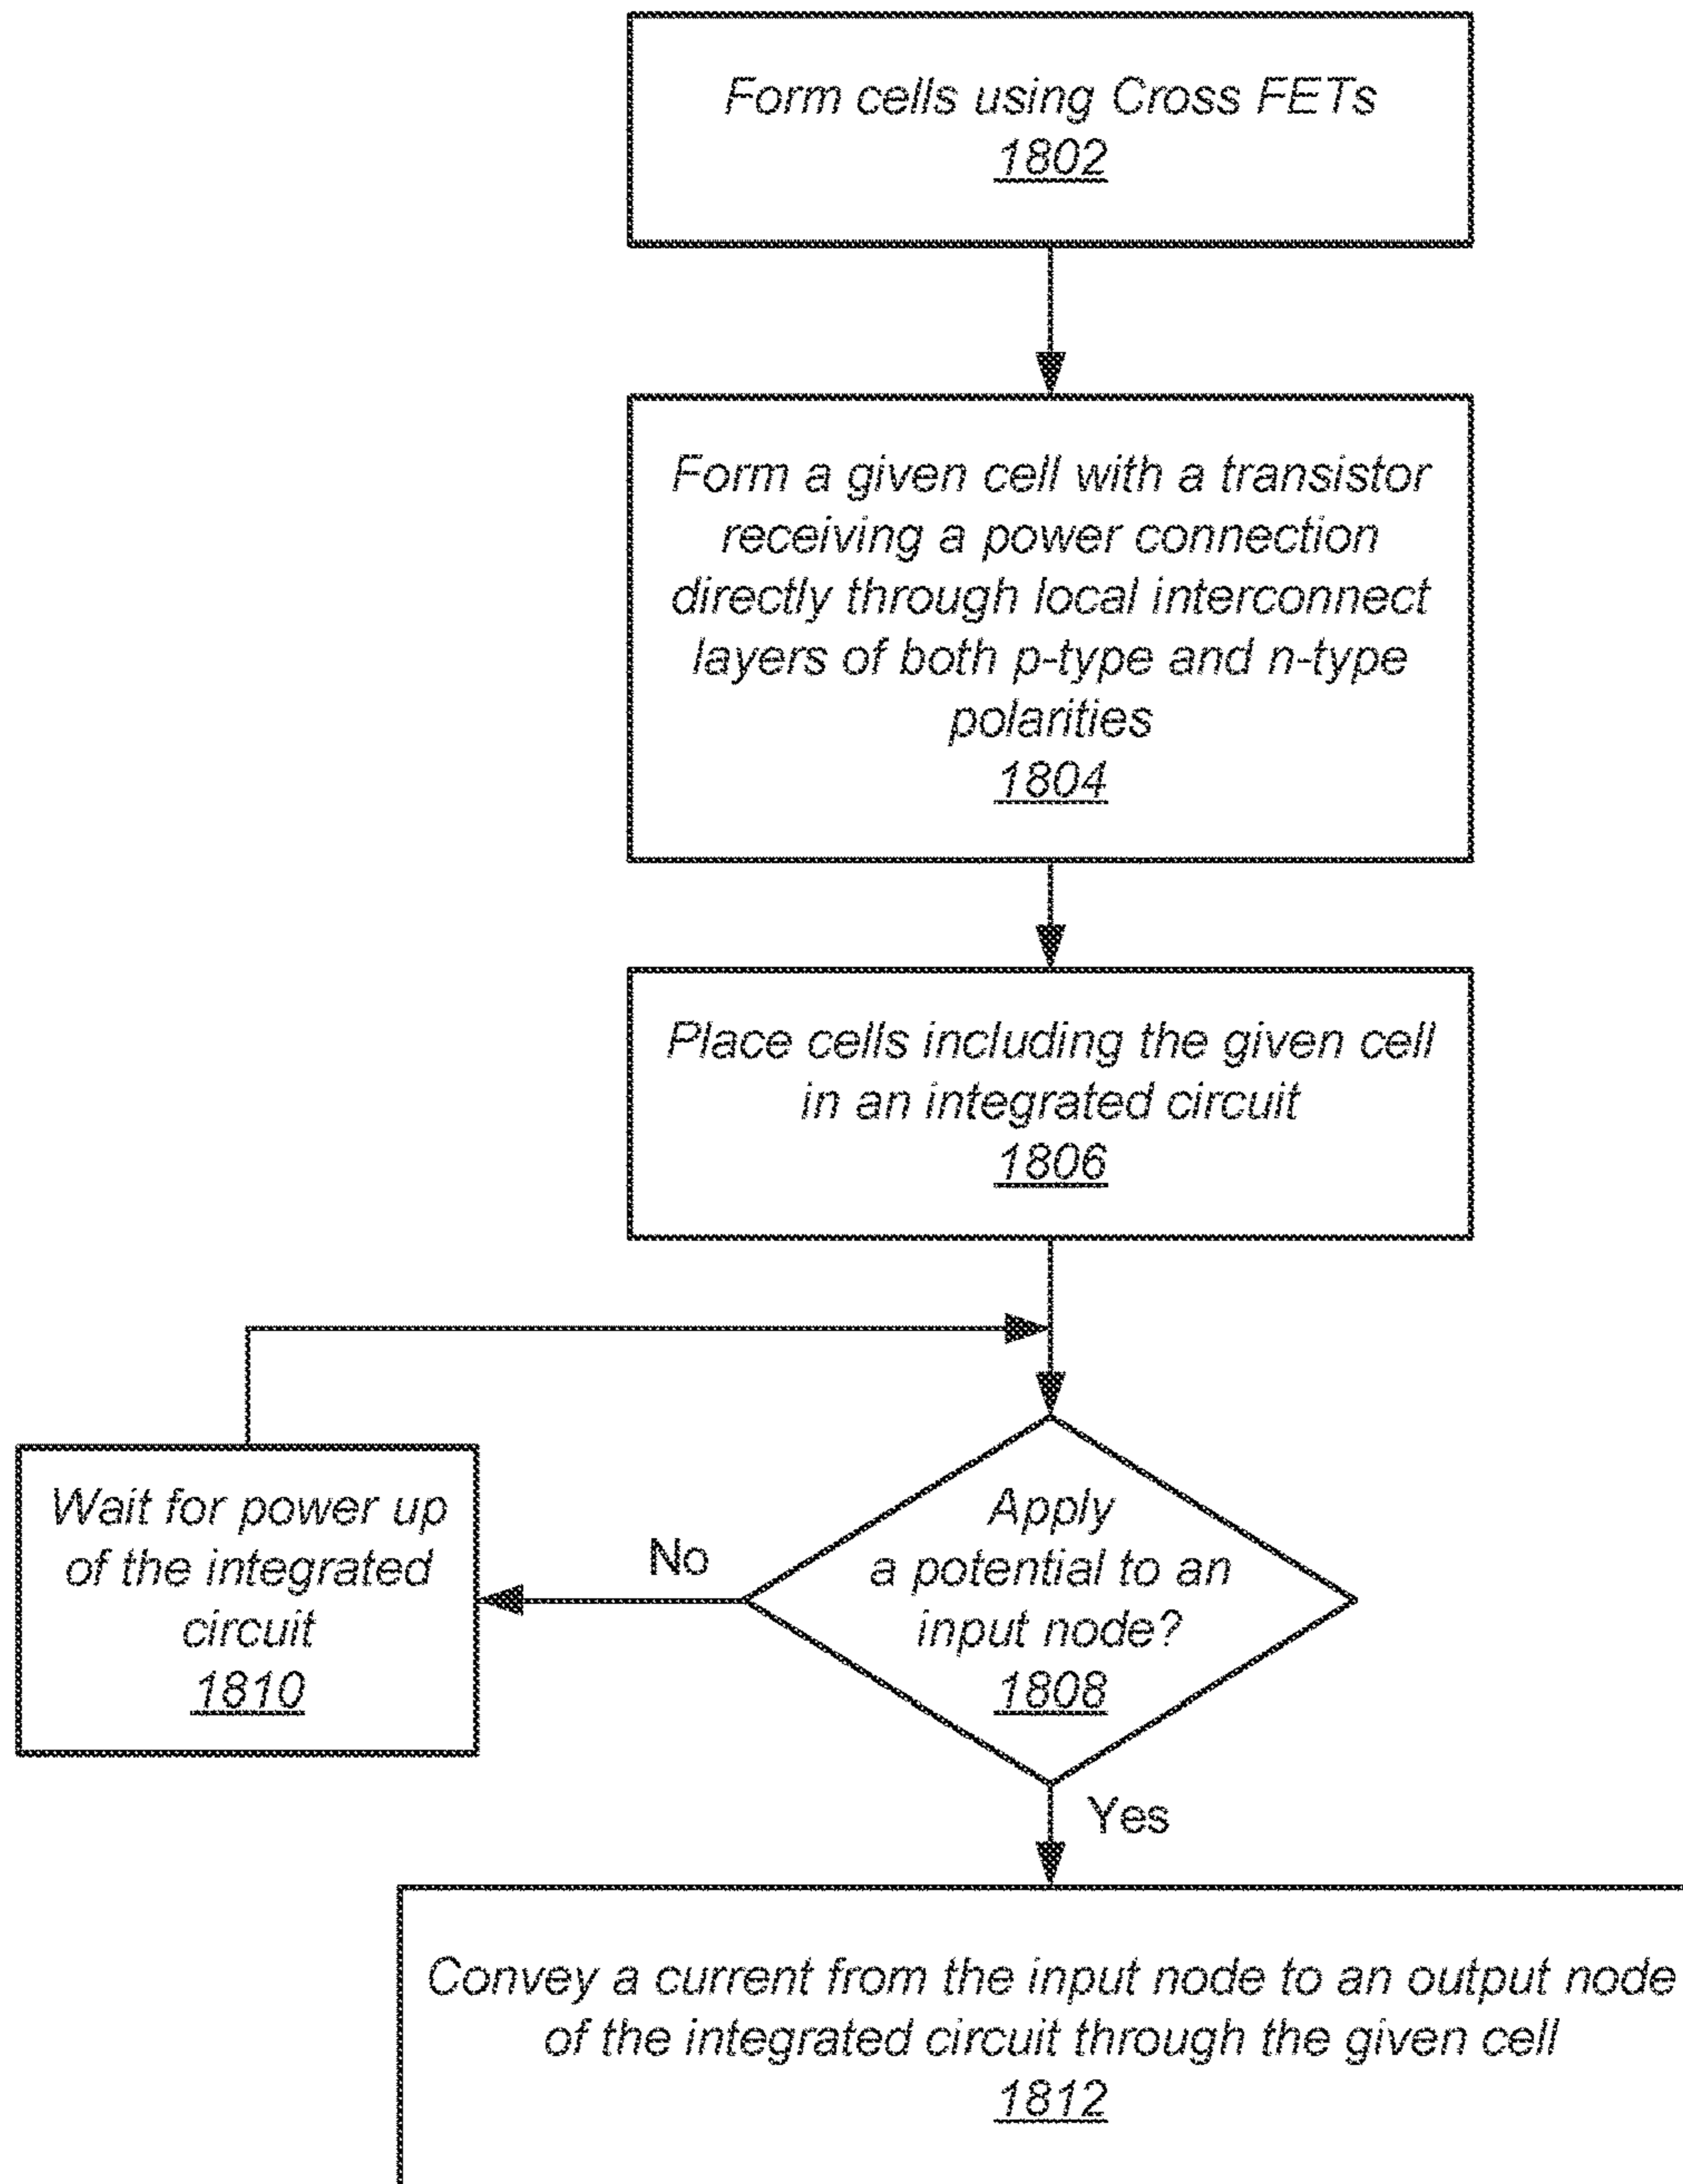 Form cells using Cross FETs
1802
Form a given cell with a transistor
receiving a power connection
directly through local interconnect
layers of both p-type and n-type
polarities
1804
Place cells including the given cell
in an integrated circuit
1806
Apply
a potential to an
input node?
1808
No
Wait for power up
of the integrated
circuit
1810
Yes
Convey a current from the input node to an output node
of the integrated circuit through the given cell
1812